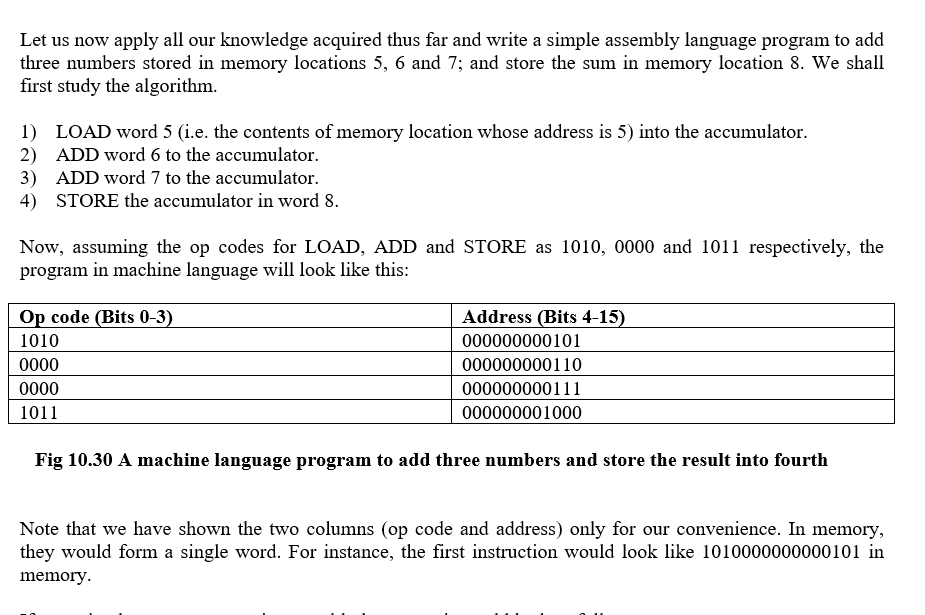 Let us now apply all our knowledge acquired thus far and write a simple assembly language program to add
three numbers stored in memory locations 5, 6 and 7; and store the sum in memory location 8. We shall
first study the algorithm.
1) LOAD word 5 (i.e. the contents of memory location whose address is 5) into the accumulator.
2) ADD word 6 to the accumulator.
3) ADD word 7 to the accumulator.
4) STORE the accumulator in word 8.
Now, assuming the op codes for LOAD, ADD and STORE as 1010, 0000 and 1011 respectively, the
program in machine language will look like this:
Op code (Bits 0-3) Address (Bits 4-15)
1010 000000000101
0000 000000000110
0000 000000000111
1011 000000001000
Fig 10.30 A machine language program to add three numbers and store the result into fourth
Note that we have shown the two columns (op code and address) only for our convenience. In memory,
they would form a single word. For instance, the first instruction would look like 1010000000000101 in
memory.